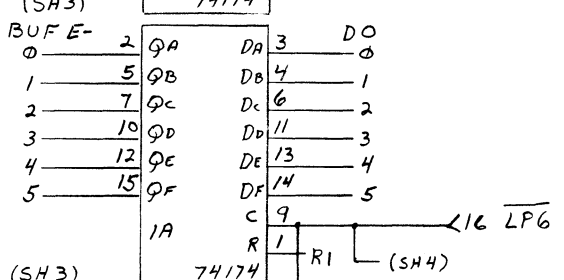 (SH3) 74174
BUF E- DO
0 2 QA DA 3 0
1 5 QB DB 4 1
2 7 QC DC 6 2
3 10 QD DD 11 3
4 12 QE DE 13 4
5 15 QF DF 14 5
C 9 16 LP6
1A R 1 R1 (SH4)
(SH3) 74174